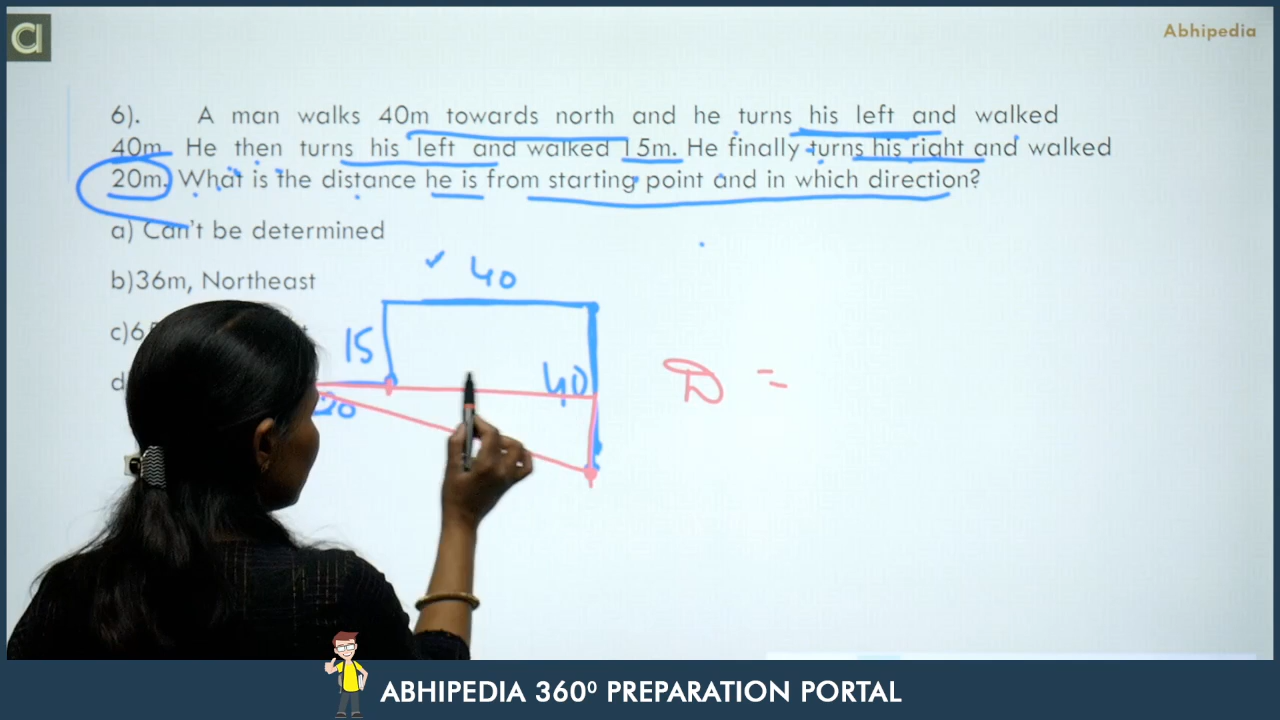 Abhipedia
6). A man walks 40m towards north and he turns his left and walked
40m. He then turns his left and walked 15m. He finally turns his right and walked
20m. What is the distance he is from starting point and in which direction?
a) Can't be determined
b)36m, Northeast
c)6
d
40
15
40
20
D =
ABHIPEDIA 360⁰ PREPARATION PORTAL